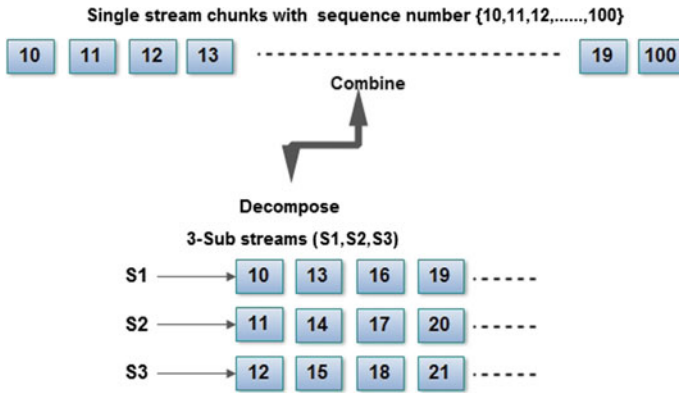 Single stream chunks with sequence number {10,11,12,......,100}
10 11 12 13 19 100
Combine
Decompose
3-Sub streams (S1,S2,S3)
S1 10 13 16 19
S2 11 14 17 20
S3 12 15 18 21